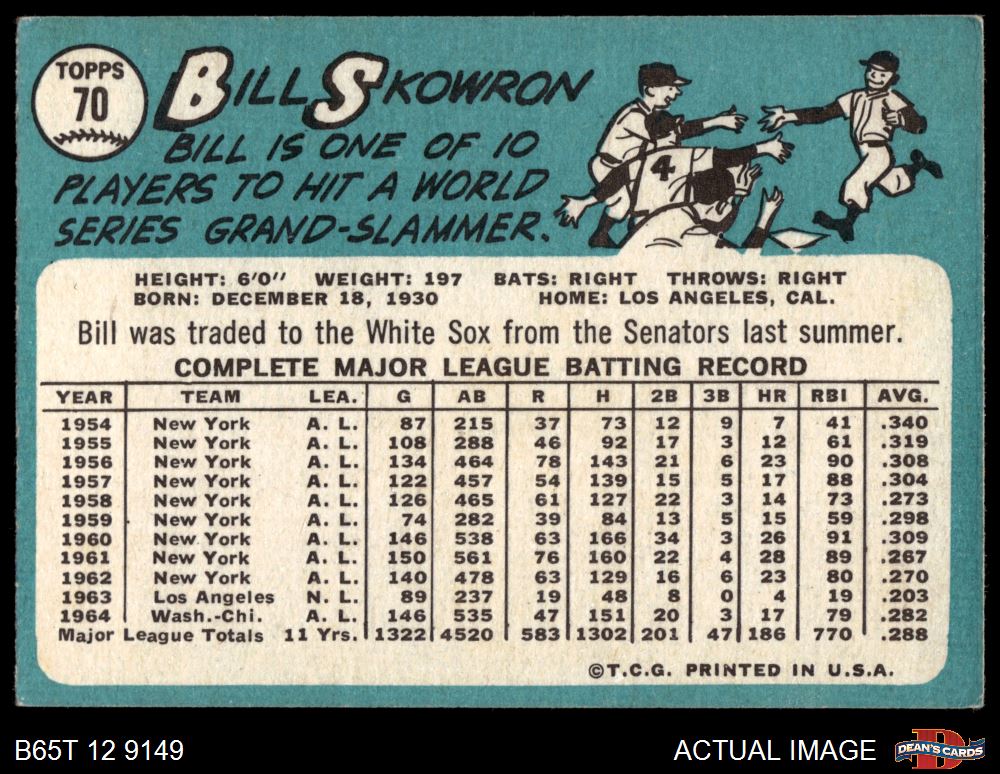 TOPPS
70
BILL SKOWRON
BILL IS ONE OF 10
PLAYERS TO HIT A WORLD
SERIES GRAND-SLAMMER.
4
HEIGHT: 6'0" WEIGHT: 197 BATS: RIGHT THROWS: RIGHT
BORN: DECEMBER 18, 1930 HOME: LOS ANGELES, CAL.
Bill was traded to the White Sox from the Senators last summer.
COMPLETE MAJOR LEAGUE BATTING RECORD
YEAR TEAM LEA. G AB R H 2B 3B HR RBI AVG.
1954 New York A. L. 87 215 37 73 12 9 7 41 .340
1955 New York A. L. 108 288 46 92 17 3 12 61 .319
1956 New York A. L. 134 464 78 143 21 6 23 90 .308
1957 New York A. L. 122 457 54 139 15 5 17 88 .304
1958 New York A. L. 126 465 61 127 22 3 14 73 .273
1959 New York A. L. 74 282 39 84 13 5 15 59 .298
1960 New York A. L. 146 538 63 166 34 3 26 91 .309
1961 New York A. L. 150 561 76 160 22 4 28 89 .267
1962 New York A. L. 140 478 63 129 16 6 23 80 .270
1963 Los Angeles N. L. 89 237 19 48 8 0 4 19 .203
1964 Wash.-Chi. A. L. 146 535 47 151 20 3 17 79 .282
Major League Totals 11 Yrs. 1322 4520 583 1302 201 47 186 770 .288
©T.C.G. PRINTED IN U.S.A.
B65T 12 9149
ACTUAL IMAGE
D
DEAN'S CARDS